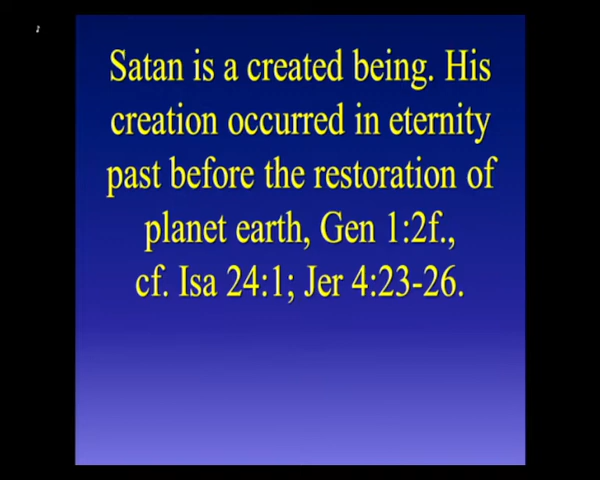 Satan is a created being. His
creation occurred in eternity
past before the restoration of
planet earth, Gen 1:2f.,
cf. Isa 24:1; Jer 4:23-26.